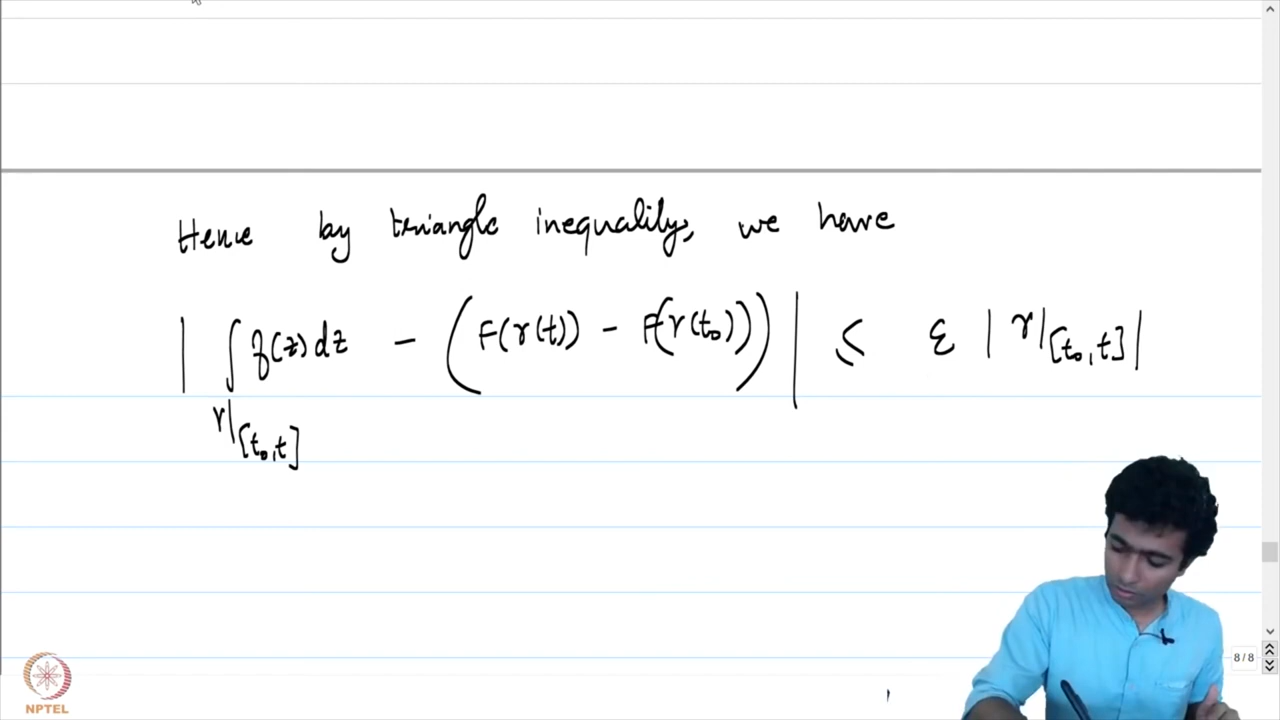 Hence by triangle inequality, we have
| ∫_{γ|[t₀,t]} f(z)dz − (F(γ(t)) − F(γ(t₀))) | ≤ ε | γ|[t₀,t] |
8 / 8
NPTEL